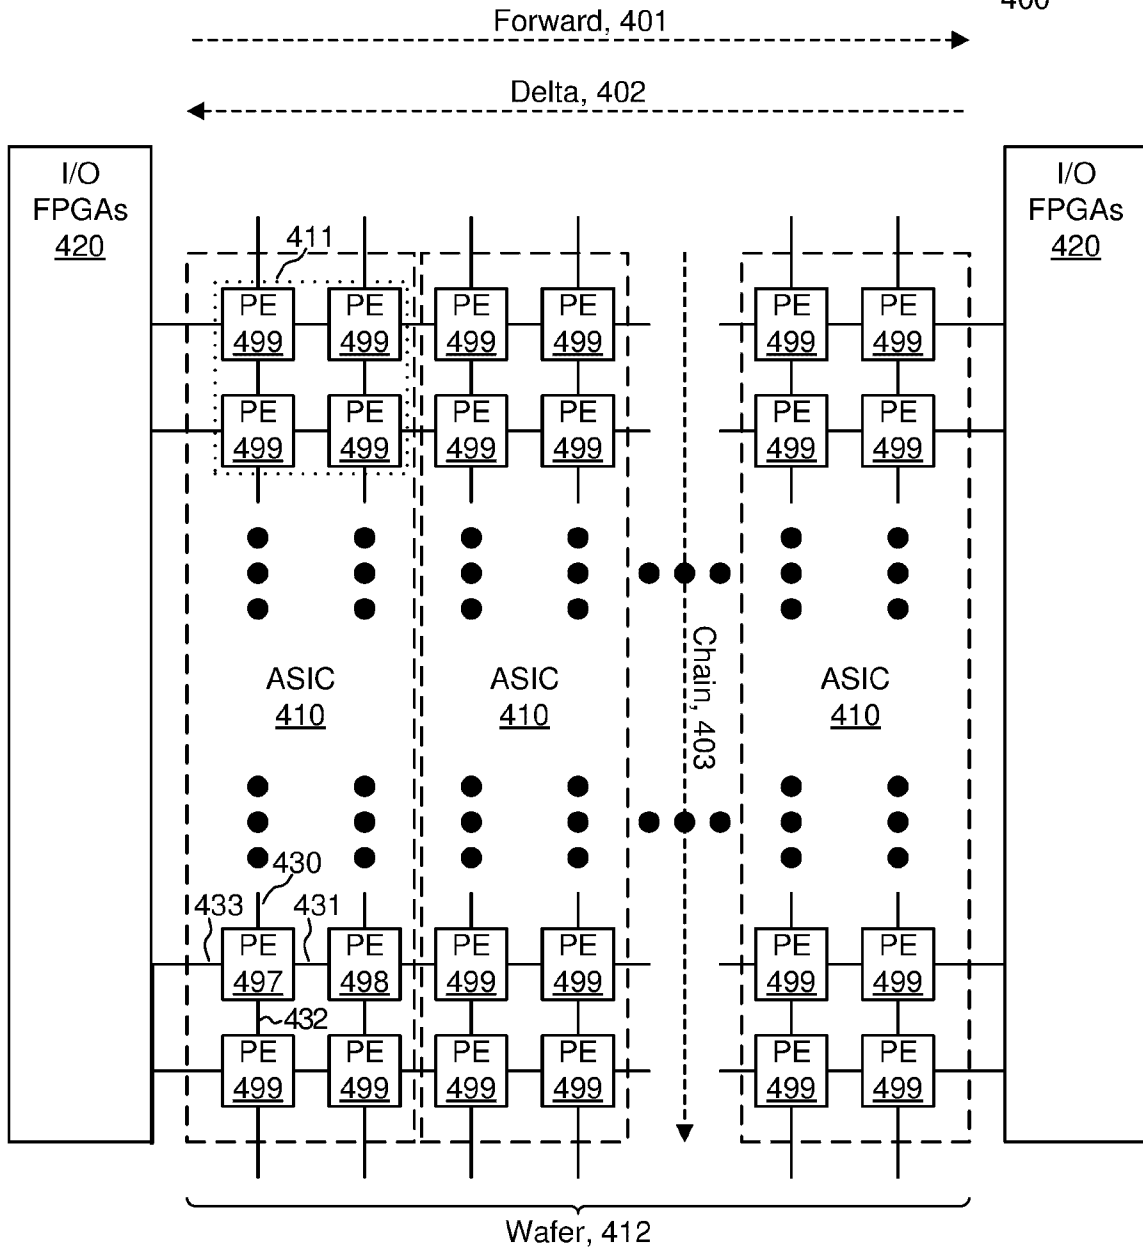 400
Forward, 401
Delta, 402
I/O
FPGAs
420
I/O
FPGAs
420
411
PE PE PE PE PE PE
499 499 499 499 499 499
PE PE PE PE PE PE
499 499 499 499 499 499
Chain, 403
ASIC ASIC ASIC
410 410 410
430
433 431
PE PE PE PE PE PE
497 498 499 499 499 499
432
PE PE PE PE PE PE
499 499 499 499 499 499
Wafer, 412